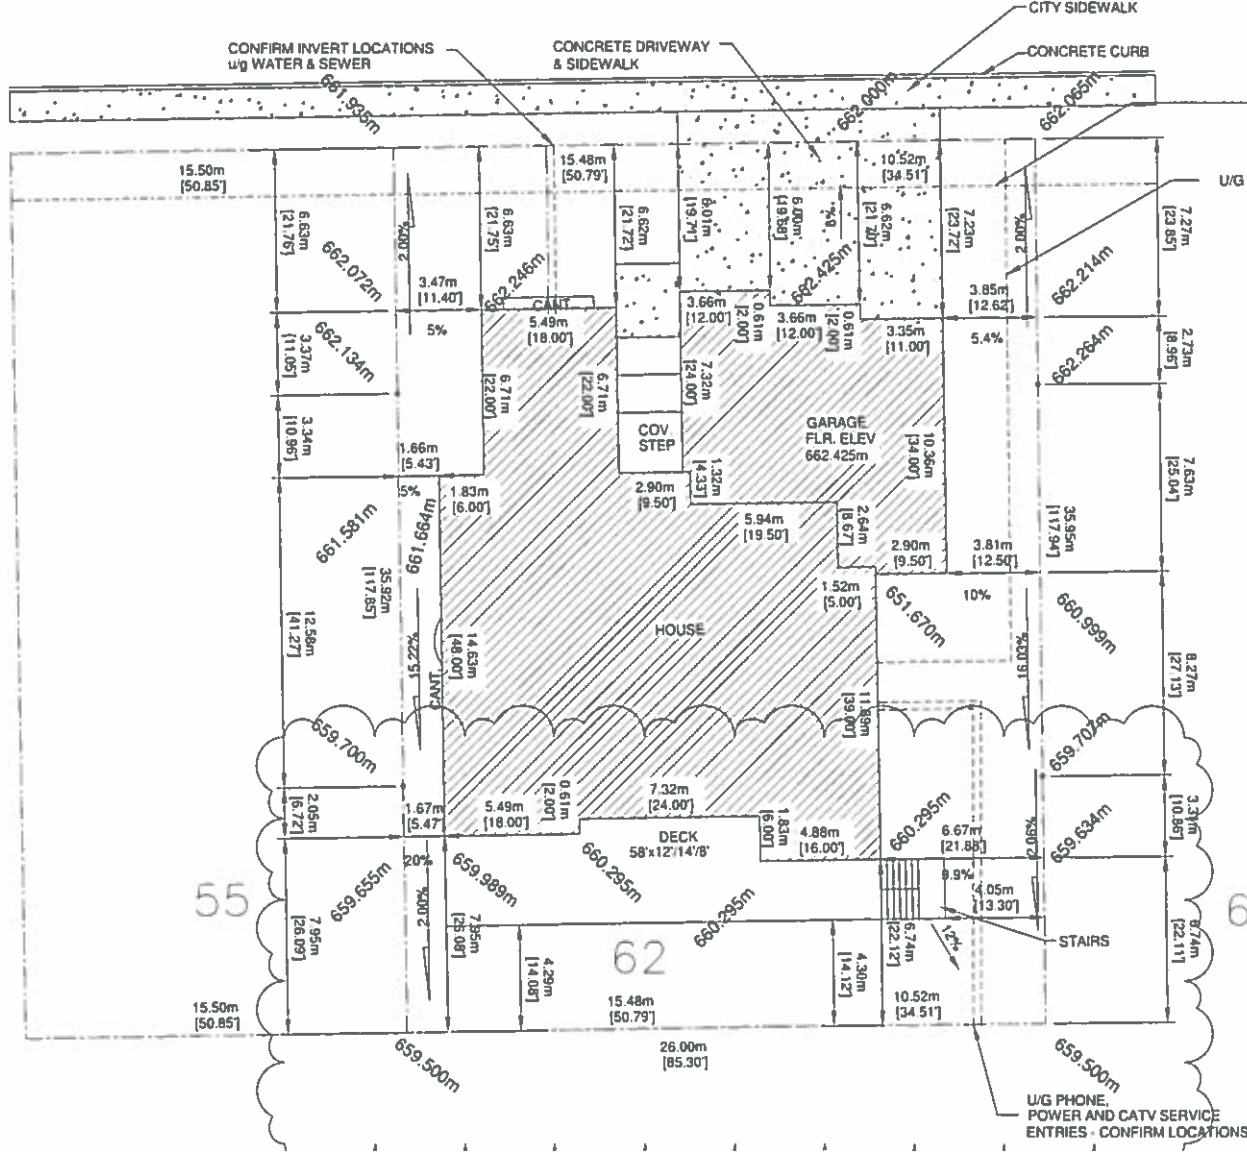 CITY SIDEWALK
CONFIRM INVERT LOCATIONS
u/g WATER & SEWER
CONCRETE DRIVEWAY
& SIDEWALK
CONCRETE CURB
661.935m
662.000m
662.065m
15.50m
[50.85']
15.48m
[50.79']
10.52m
[34.51']
U/G
6.63m
[21.76']
2.00%
6.63m
[21.75']
6.62m
[21.72']
6.01m
[19.71']
6.00m
[19.68']
6.62m
7.23m
[23.72']
2.00%
7.27m
[23.85']
662.072m
662.246m
662.425m
662.214m
3.47m
[11.40']
3.85m
[12.62']
CANT.
5.49m
[18.00']
3.66m
[12.00']
0.61m
[2.00']
3.66m
[12.00']
0.61m
[2.00']
3.35m
[11.00']
5%
5.4%
3.37m
[11.05']
662.134m
662.264m
2.73m
[8.96']
6.71m
[22.00']
6.71m
[22.00']
7.32m
[24.00']
COV.
STEP
GARAGE
FLR. ELEV
662.425m
10.36m
[34.00']
3.34m
[10.96']
1.66m
[5.43']
5%
1.83m
[6.00']
2.90m
[9.50']
1.32m
[4.33']
7.63m
[25.04']
661.581m
661.664m
5.94m
[19.50']
2.64m
[8.67']
35.95m
[117.94']
2.90m
[9.50']
3.81m
[12.50']
35.92m
[117.85']
1.52m
[5.00']
10%
651.670m
660.999m
12.58m
[41.27']
15.22%
14.63m
[48.00']
HOUSE
16.03%
8.27m
[27.13']
CANT.
11.89m
[39.00']
659.700m
659.707m
2.05m
[6.72']
1.67m
[5.47'
5.49m
[18.00']
0.61m
[2.00']
7.32m
[24.00']
1.83m
[6.00']
4.88m
[16.00']
660.295m
6.67m
[21.88']
2.06%
3.31m
[10.86']
659.634m
DECK
58'x12'/14'/8'
20%
659.655m
659.989m
660.295m
660.295m
9.9%
4.05m
[13.30']
55
2.00%
7.95m
[26.09']
7.95m
[26.08']
62
6.74m
[22.12']
12%
STAIRS
6.74m
[22.11']
6
4.29m
[14.08']
4.30m
[14.12']
15.50m
[50.85']
15.48m
[50.79']
10.52m
[34.51']
26.00m
[85.30']
659.500m
659.500m
U/G PHONE,
POWER AND CATV SERVICE
ENTRIES - CONFIRM LOCATIONS